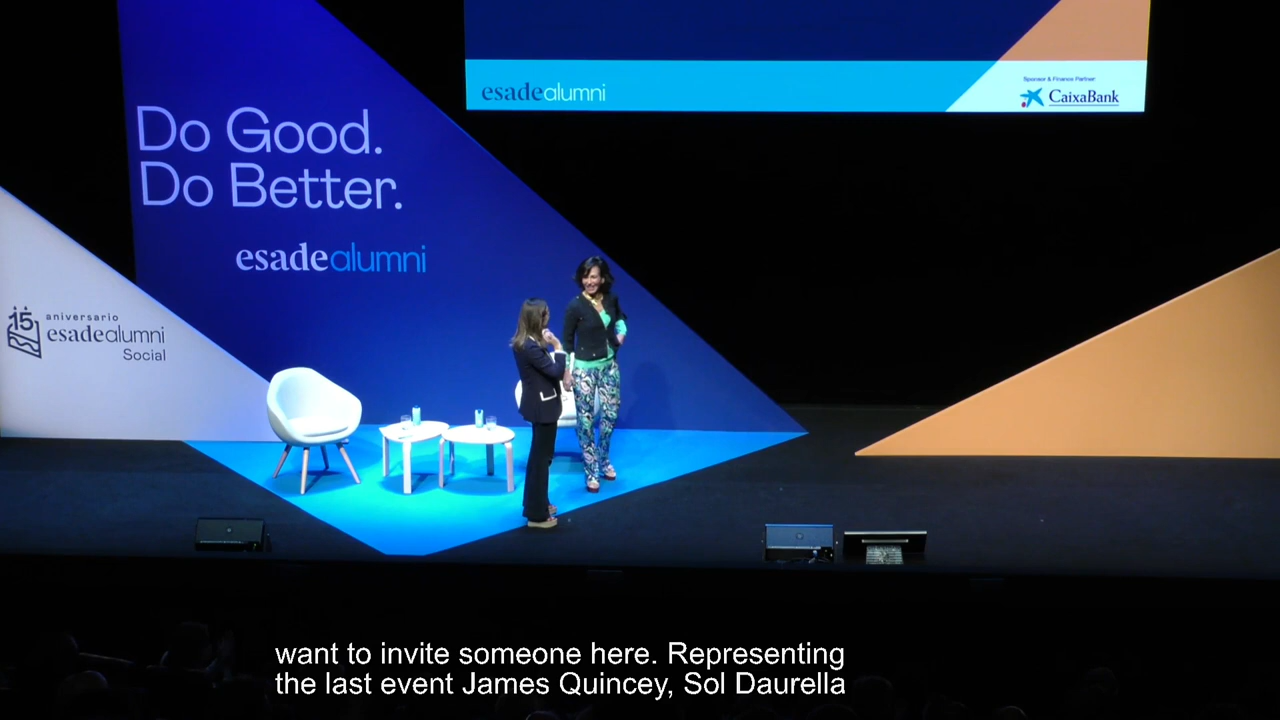 esadealumni
Sponsor & Finance Partner:
CaixaBank
Do Good.
Do Better.
esadealumni
15
aniversario
esadealumni
Social
want to invite someone here. Representing
the last event James Quincey, Sol Daurella